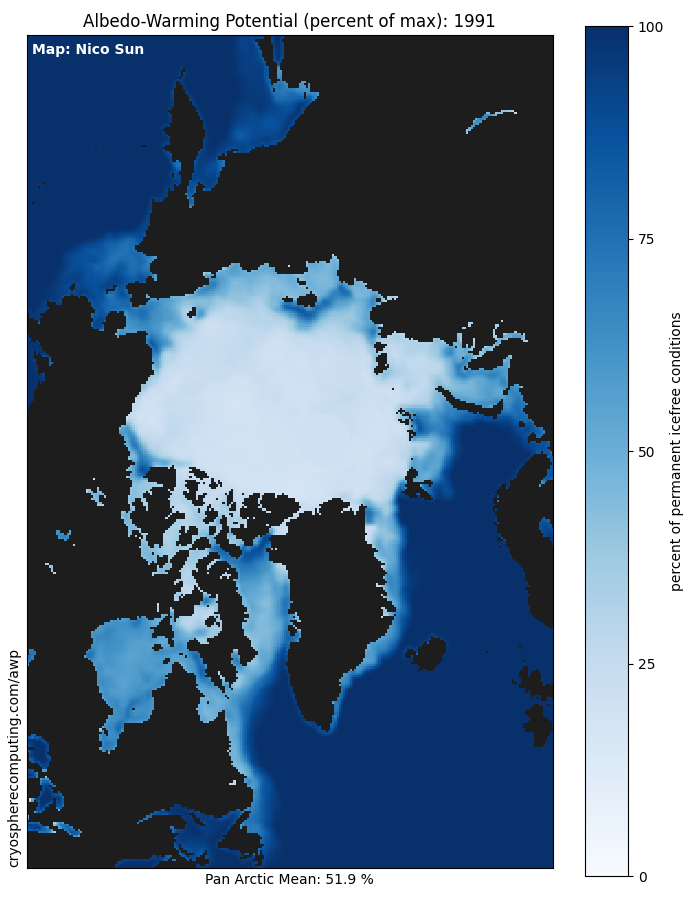 Albedo-Warming Potential (percent of max): 1991
Map: Nico Sun
100
75
50
25
0
percent of permanent icefree conditions
cryospherecomputing.com/awp
Pan Arctic Mean: 51.9 %